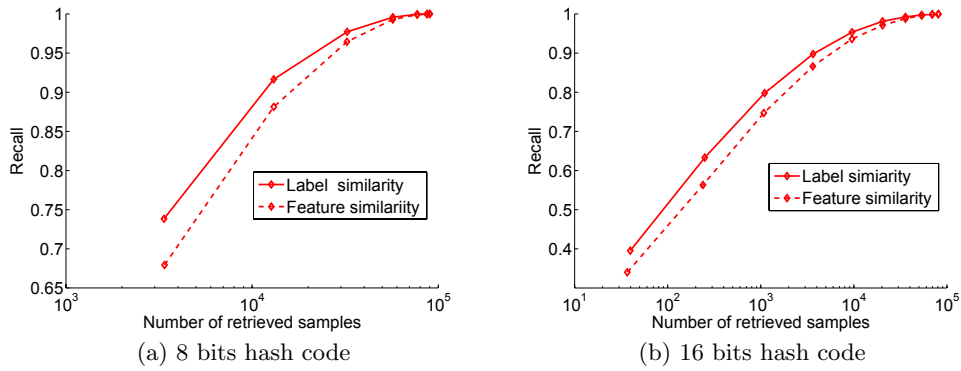 1
0.95
0.9
0.85
0.8
0.75
0.7
0.65
Recall
Label similarity
Feature similariity
10^3
10^4
10^5
Number of retrieved samples
(a) 8 bits hash code
1
0.9
0.8
0.7
0.6
0.5
0.4
Recall
Label simiarity
Feature similarity
10^1
10^2
10^3
10^4
10^5
Number of retrieved samples
(b) 16 bits hash code